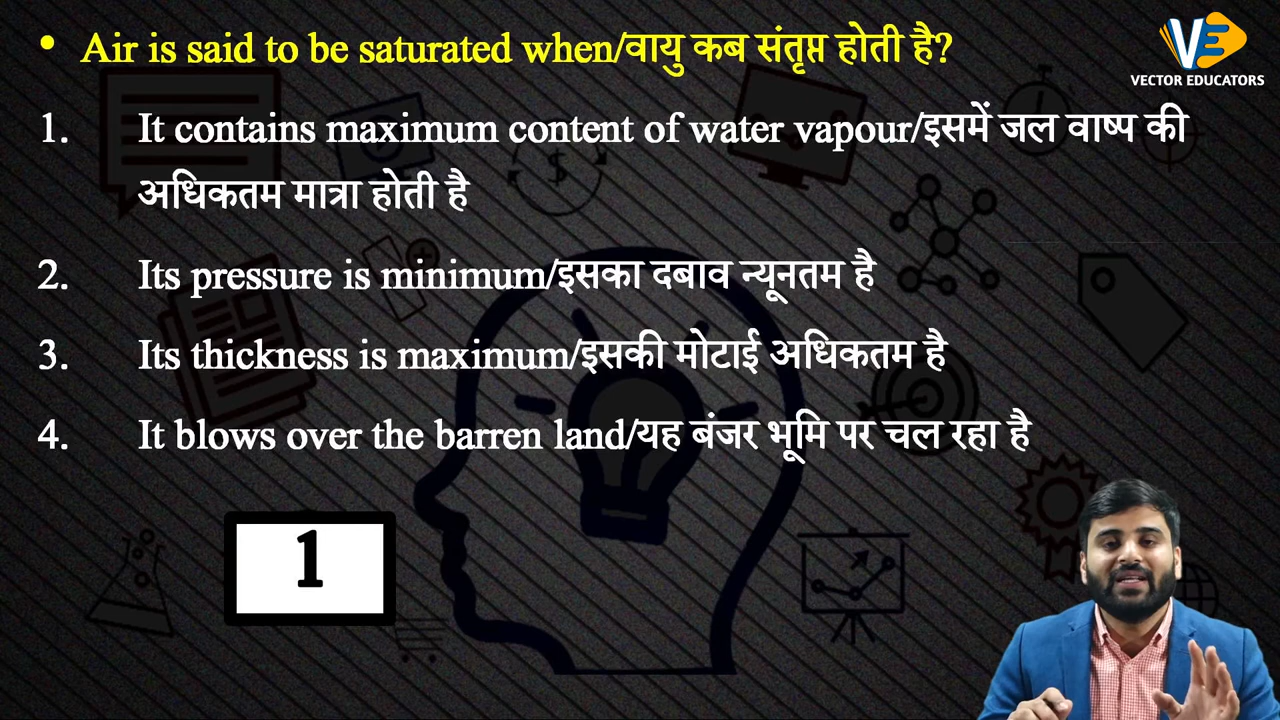 • Air is said to be saturated when/वायु कब संतृप्त होती है?
VECTOR EDUCATORS
1. It contains maximum content of water vapour/इसमें जल वाष्प की
अधिकतम मात्रा होती है
2. Its pressure is minimum/इसका दबाव न्यूनतम है
3. Its thickness is maximum/इसकी मोटाई अधिकतम है
4. It blows over the barren land/यह बंजर भूमि पर चल रहा है
1